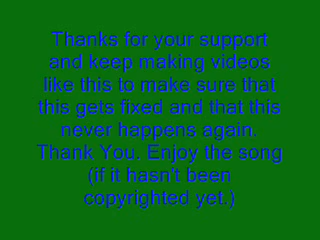 Thanks for your support
and keep making videos
like this to make sure that
this gets fixed and that this
never happens again.
Thank You. Enjoy the song
(if it hasn't been
copyrighted yet.)